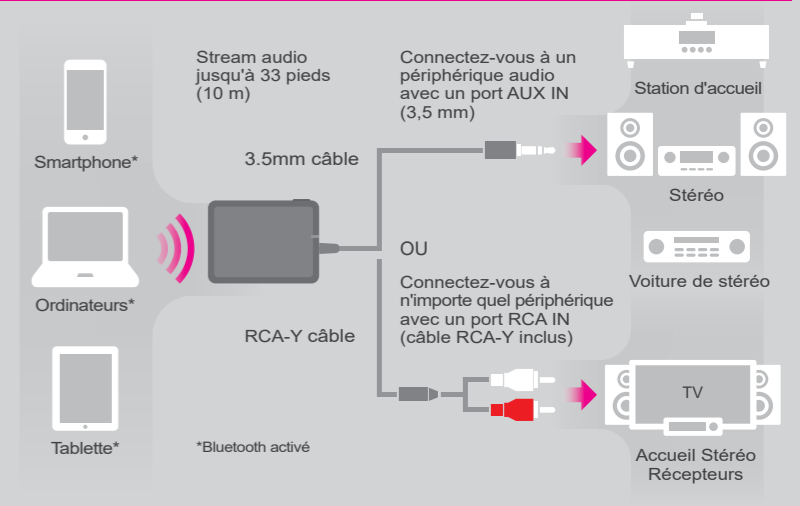 Stream audio
jusqu'à 33 pieds
(10 m)
Connectez-vous à un
périphérique audio
avec un port AUX IN
(3,5 mm)
Station d'accueil
Smartphone*
3.5mm câble
Stéréo
OU
Ordinateurs*
Connectez-vous à
n'importe quel périphérique
avec un port RCA IN
(câble RCA-Y inclus)
Voiture de stéréo
RCA-Y câble
TV
Tablette*
*Bluetooth activé
Accueil Stéréo
Récepteurs